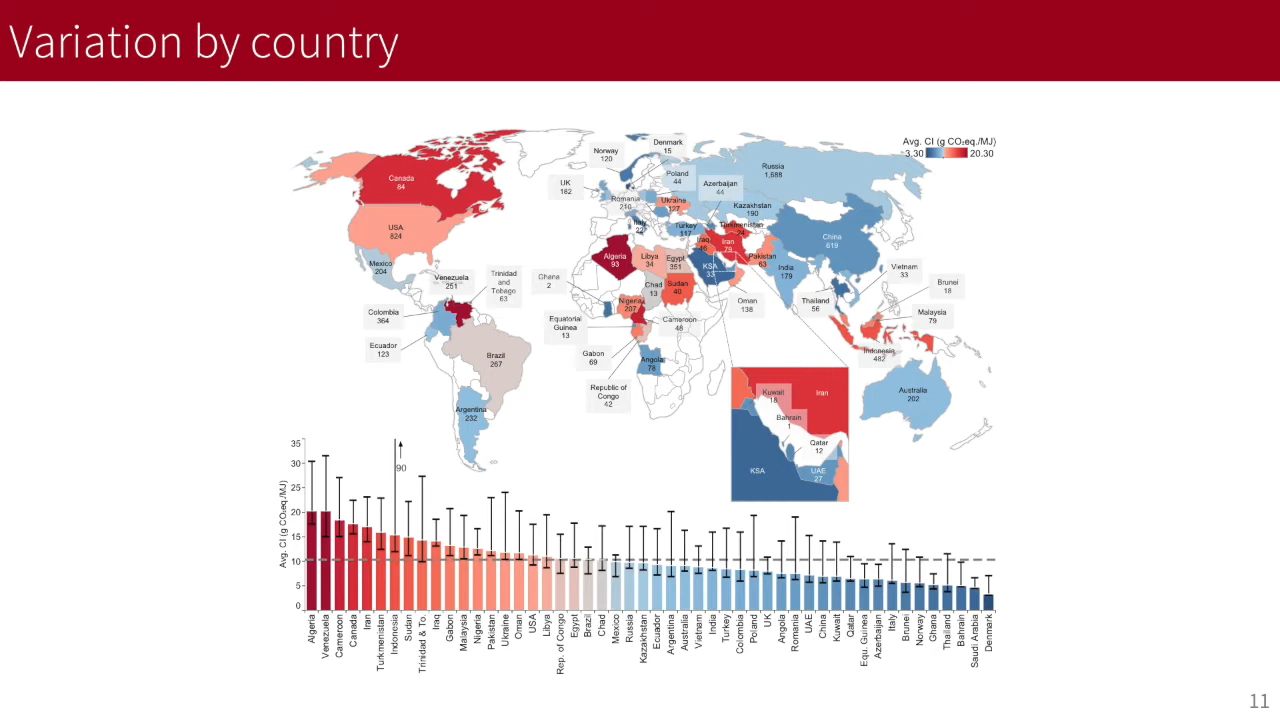 Variation by country
Avg. CI (g CO₂eq./MJ)
3.30
20.30
Canada
84
USA
824
Mexico
204
Venezuela
251
Trinidad
and
Tobago
63
Colombia
364
Ecuador
123
Brazil
267
Argentina
232
Norway
120
Denmark
15
UK
182
Poland
44
Azerbaijan
44
Romania
210
Ukraine
127
Italy
22
Turkey
117
Russia
1,688
Kazakhstan
190
Turkmenistan
China
619
Algeria
93
Libya
34
Egypt
351
Iraq
46
Iran
79
Pakistan
63
India
179
KSA
33
Ghana
2
Chad
13
Sudan
40
Nigeria
207
Equatorial
Guinea
13
Cameroon
48
Gabon
69
Angola
78
Republic of
Congo
42
Oman
138
Thailand
56
Vietnam
33
Brunei
18
Malaysia
79
Indonesia
482
Australia
202
Kuwait
18
Iran
Bahrain
1
Qatar
12
KSA
UAE
27
Avg. CI (g CO₂eq./MJ)
35
30
25
20
15
10
5
0
90
Algeria
Venezuela
Cameroon
Canada
Iran
Turkmenistan
Indonesia
Sudan
Trinidad & To.
Iraq
Gabon
Malaysia
Nigeria
Pakistan
Ukraine
Oman
USA
Libya
Rep. of Congo
Egypt
Brazil
Chad
Mexico
Russia
Kazakhstan
Ecuador
Argentina
Australia
Vietnam
India
Turkey
Colombia
Poland
UK
Angola
Romania
UAE
China
Kuwait
Qatar
Equ. Guinea
Azerbaijan
Italy
Brunei
Norway
Ghana
Thailand
Bahrain
Saudi Arabia
Denmark
11